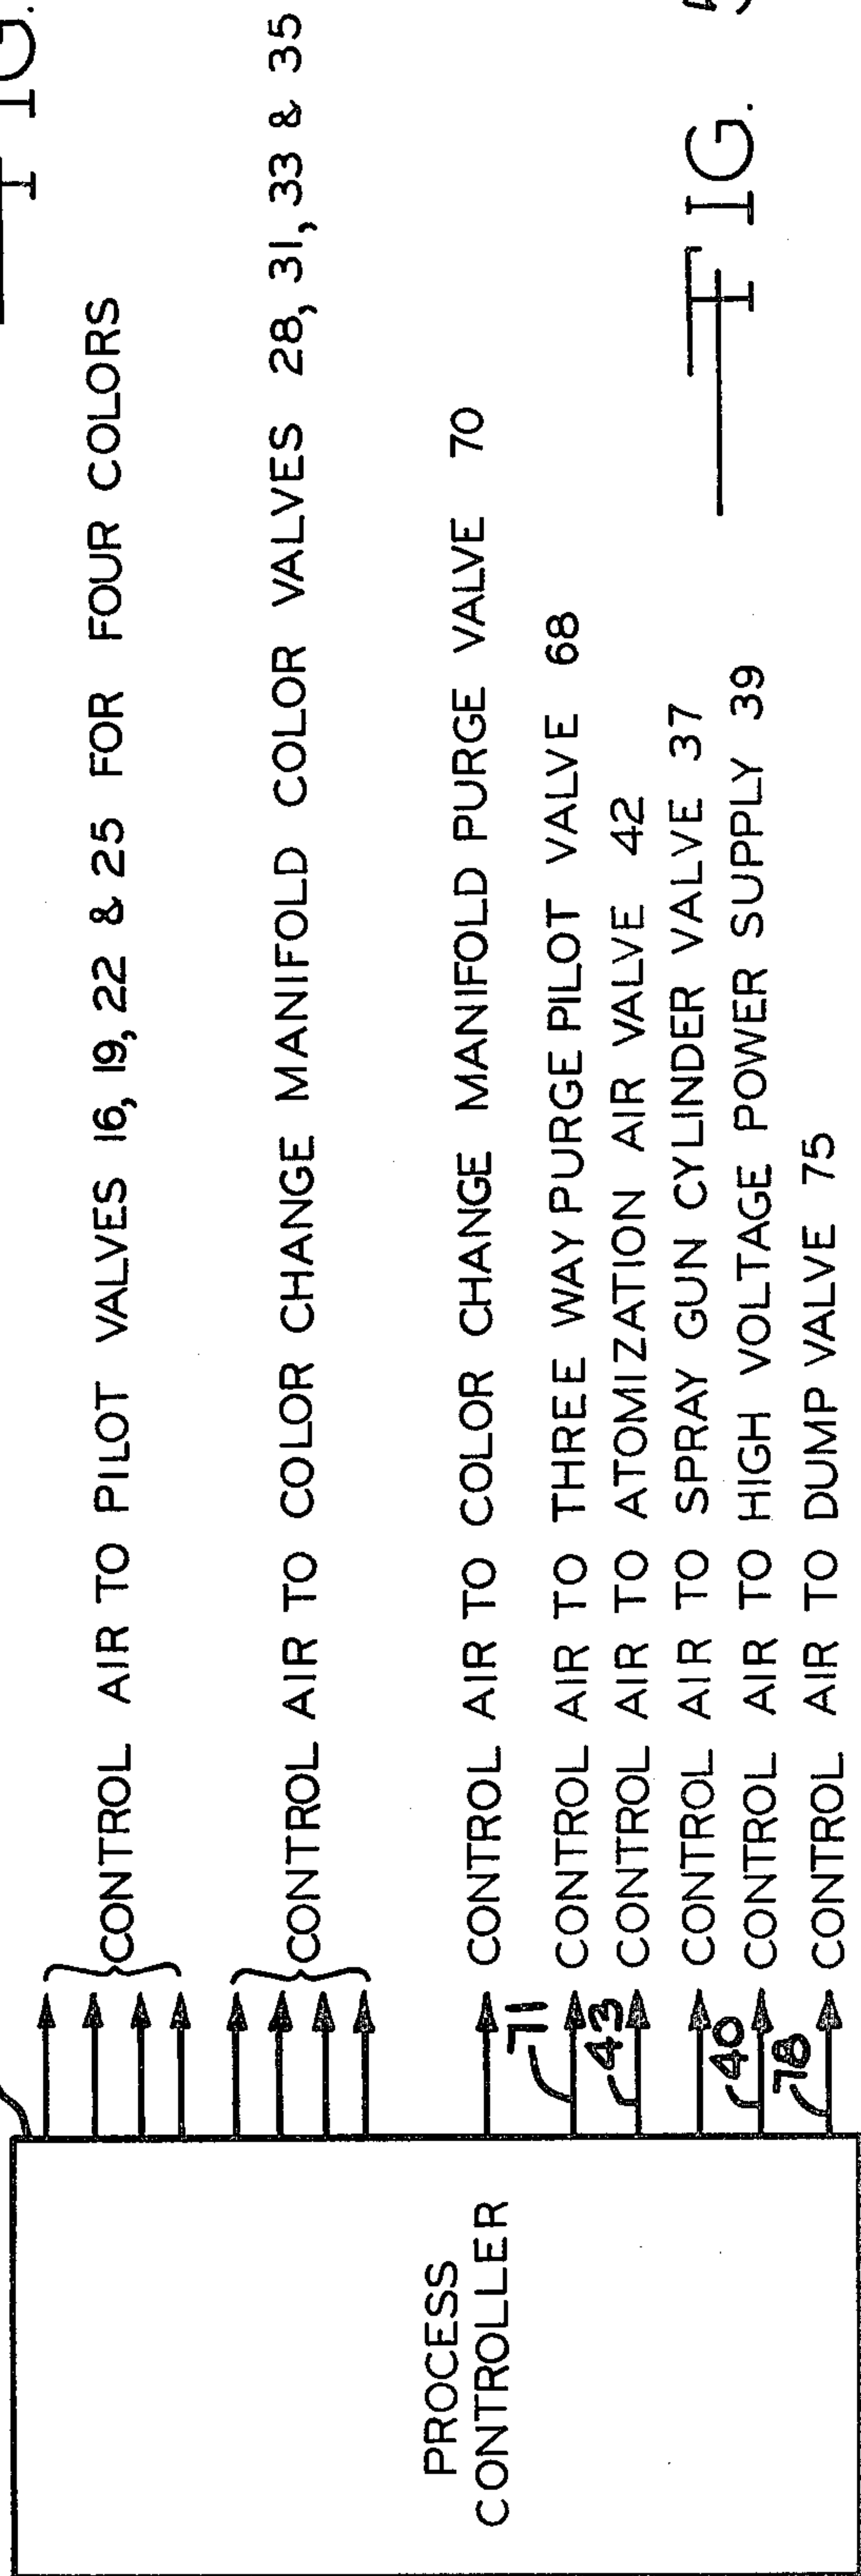 FIG.
PROCESS
CONTROLLER
CONTROL AIR TO PILOT VALVES 16, 19, 22 & 25 FOR FOUR COLORS
CONTROL AIR TO COLOR CHANGE MANIFOLD COLOR VALVES 28, 31, 33 & 35
CONTROL AIR TO COLOR CHANGE MANIFOLD PURGE VALVE 70
71
CONTROL AIR TO THREE WAY PURGE PILOT VALVE 68
43
CONTROL AIR TO ATOMIZATION AIR VALVE 42
CONTROL AIR TO SPRAY GUN CYLINDER VALVE 37
40
CONTROL AIR TO HIGH VOLTAGE POWER SUPPLY 39
78
CONTROL AIR TO DUMP VALVE 75
FIG.